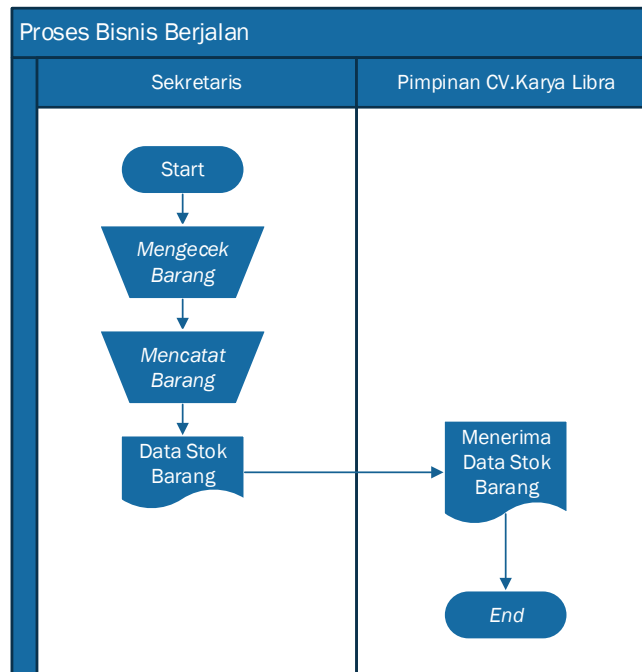 Proses Bisnis Berjalan
Sekretaris
Pimpinan CV.Karya Libra
Start
Mengecek
Barang
Mencatat
Barang
Data Stok
Barang
Menerima
Data Stok
Barang
End